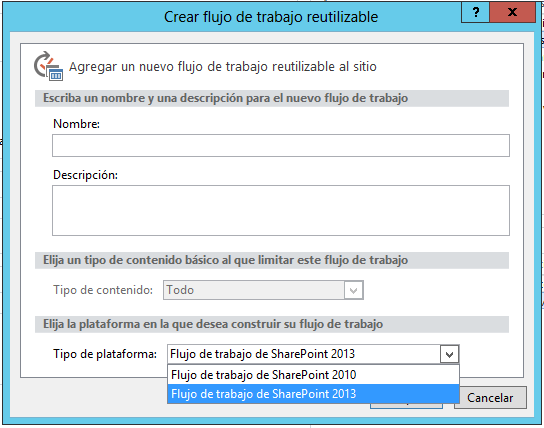 Crear flujo de trabajo reutilizable
?
X
Agregar un nuevo flujo de trabajo reutilizable al sitio
Escriba un nombre y una descripción para el nuevo flujo de trabajo
Nombre:
Descripción:
Elija un tipo de contenido básico al que limitar este flujo de trabajo
Tipo de contenido: Todo
Elija la plataforma en la que desea construir su flujo de trabajo
Tipo de plataforma: Flujo de trabajo de SharePoint 2013
Flujo de trabajo de SharePoint 2010
Flujo de trabajo de SharePoint 2013
Cancelar